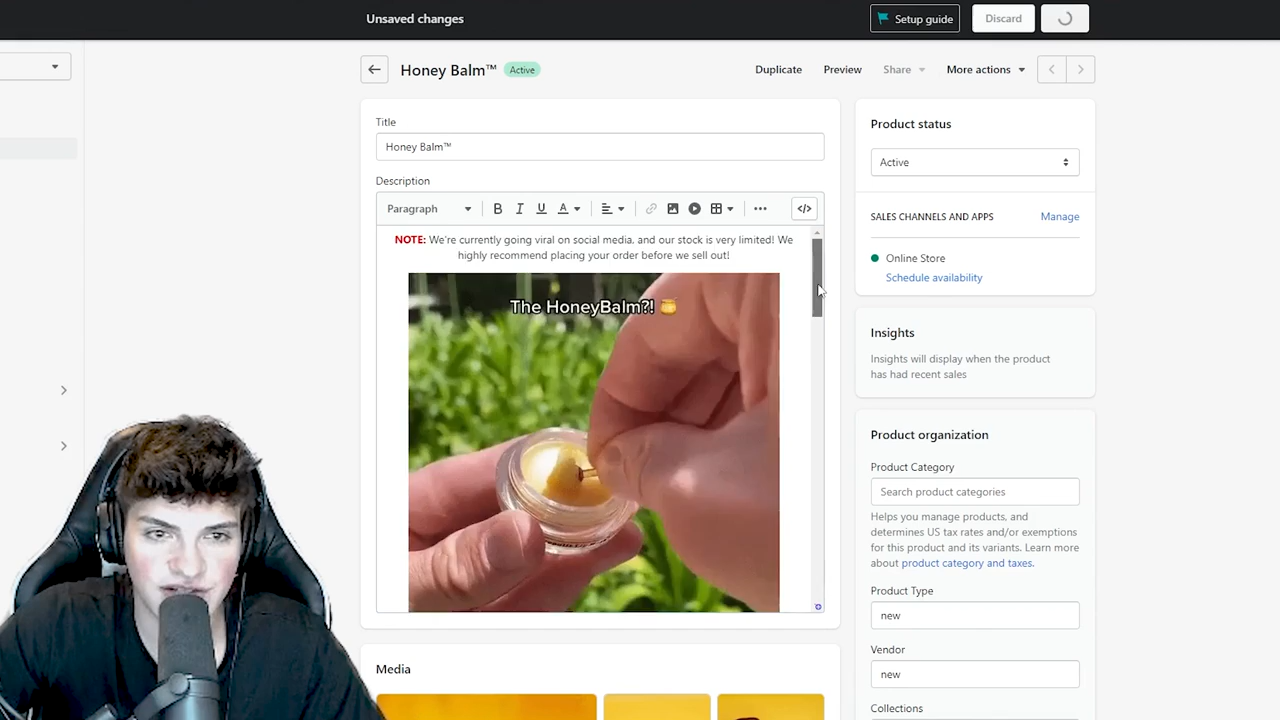 Unsaved changes
Setup guide
Discard
Honey Balm™
Active
Duplicate
Preview
Share
More actions
Title
Honey Balm™
Description
Paragraph
B
I
U
A
NOTE: We're currently going viral on social media, and our stock is very limited! We
highly recommend placing your order before we sell out!
The HoneyBalm?!
Media
Product status
Active
SALES CHANNELS AND APPS
Manage
Online Store
Schedule availability
Insights
Insights will display when the product
has had recent sales
Product organization
Product Category
Search product categories
Helps you manage products, and
determines US tax rates and/or exemptions
for this product and its variants. Learn more
about product category and taxes.
Product Type
new
Vendor
new
Collections